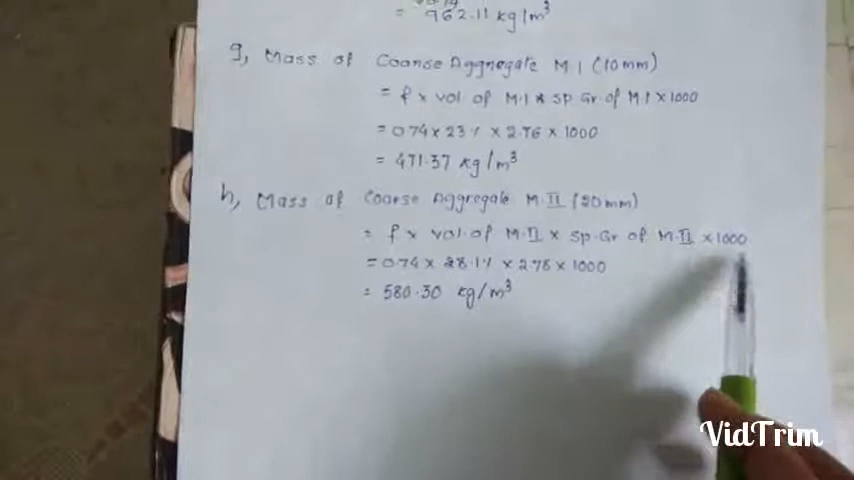 = 962.11 kg/m³
g, Mass of Coarse Aggregate M I (10mm)
= f x vol of M.I x Sp Gr. of M I x 1000
= 0.74 x 23% x 2.76 x 1000
= 471.37 kg/m³
h, Mass of Coarse Aggregate M.II (20mm)
= f x vol. of M.II x Sp.Gr of M.II x 1000
= 0.74 x 28.1% x 2.78 x 1000
= 580.30 kg/m³
VidTrim